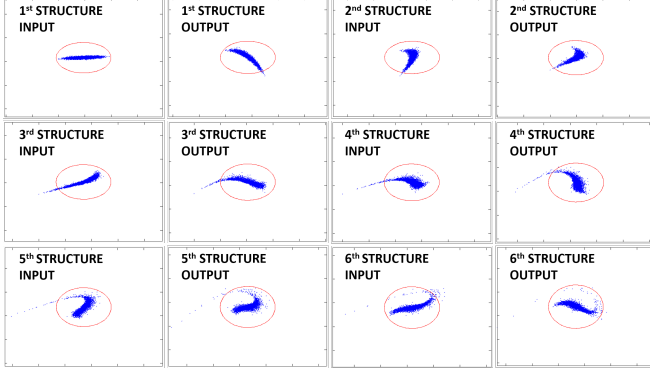 1st STRUCTURE
INPUT
1st STRUCTURE
OUTPUT
2nd STRUCTURE
INPUT
2nd STRUCTURE
OUTPUT
3rd STRUCTURE
INPUT
3rd STRUCTURE
OUTPUT
4th STRUCTURE
INPUT
4th STRUCTURE
OUTPUT
5th STRUCTURE
INPUT
5th STRUCTURE
OUTPUT
6th STRUCTURE
INPUT
6th STRUCTURE
OUTPUT